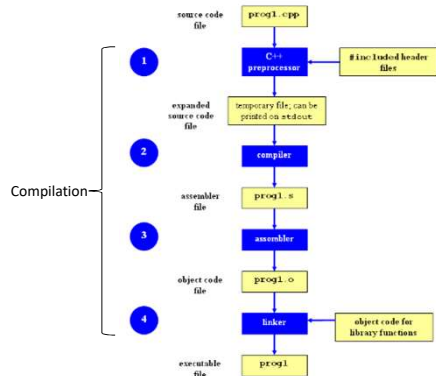 source code
file
prog1.cpp
1
C++
preprocessor
#included header
files
expanded
source code
file
temporary file; can be
printed on stdout
2
compiler
Compilation
assembler
file
prog1.s
3
assembler
object code
file
prog1.o
4
linker
object code for
library functions
executable
file
prog1